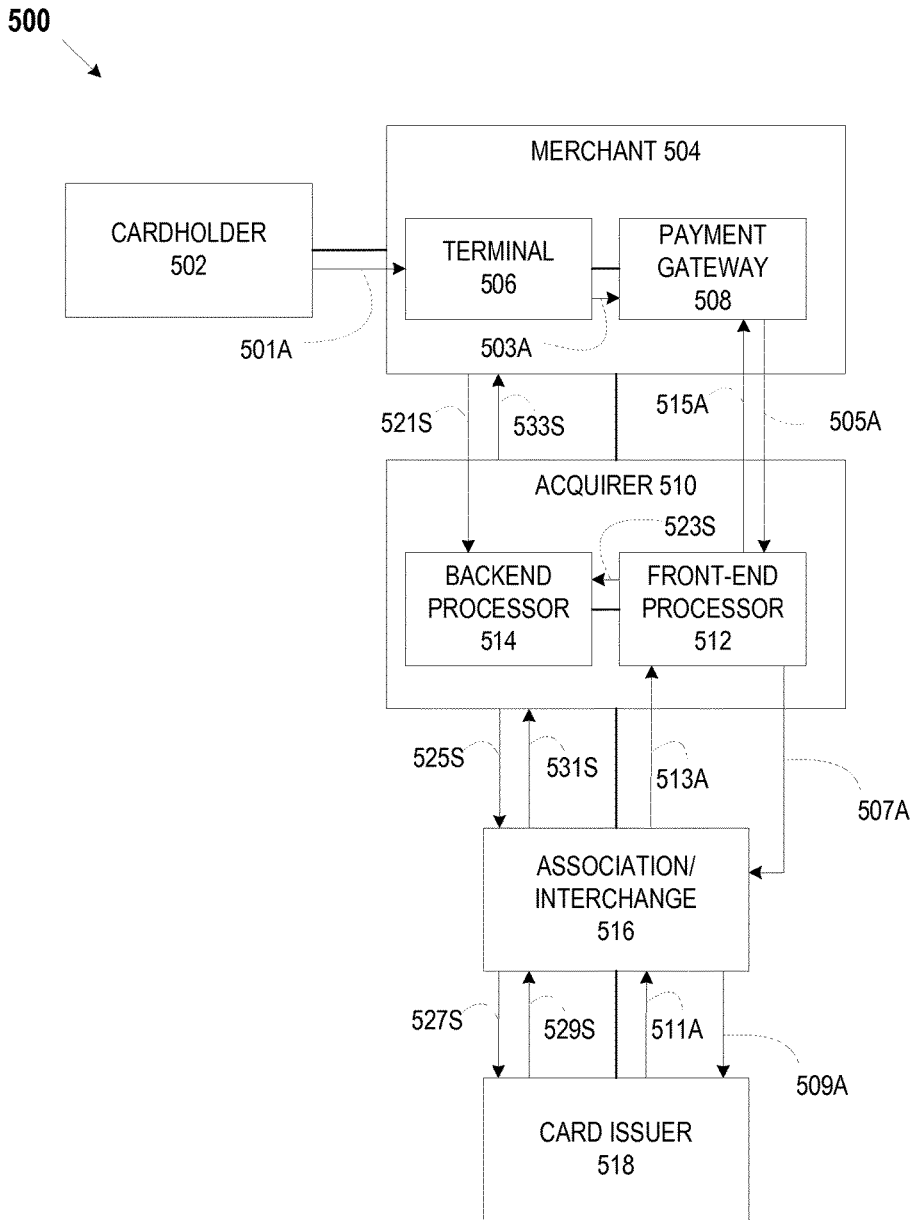 500
MERCHANT 504
CARDHOLDER
502
TERMINAL
506
PAYMENT
GATEWAY
508
501A
503A
521S
533S
515A
505A
ACQUIRER 510
523S
BACKEND
PROCESSOR
514
FRONT-END
PROCESSOR
512
525S
531S
513A
507A
ASSOCIATION/
INTERCHANGE
516
527S
529S
511A
509A
CARD ISSUER
518